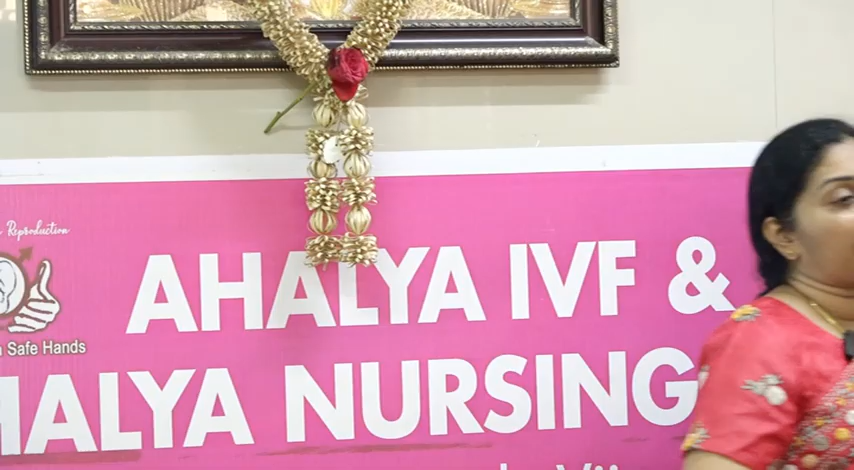 Reproduction
Safe Hands
AHALYA IVF &
HALYA NURSING